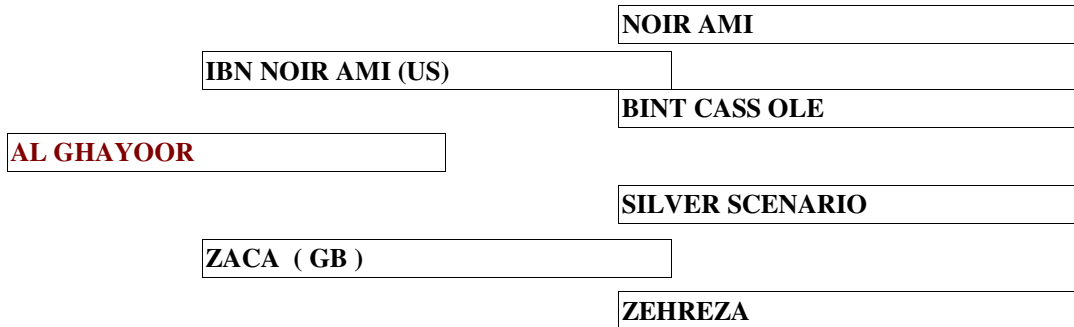 NOIR AMI
IBN NOIR AMI (US)
BINT CASS OLE
AL GHAYOOR
SILVER SCENARIO
ZACA ( GB )
ZEHREZA